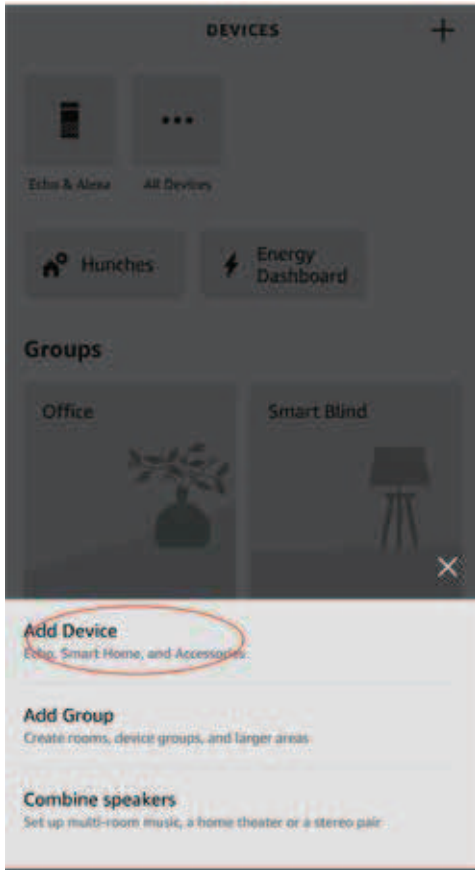 DEVICES
Echo & Alexa
All Devices
Hunches
Energy
Dashboard
Groups
Office
Smart Blind
Add Device
Echo, Smart Home, and Accessories
Add Group
Create rooms, device groups, and larger areas
Combine speakers
Set up multi-room music, a home theater or a stereo pair